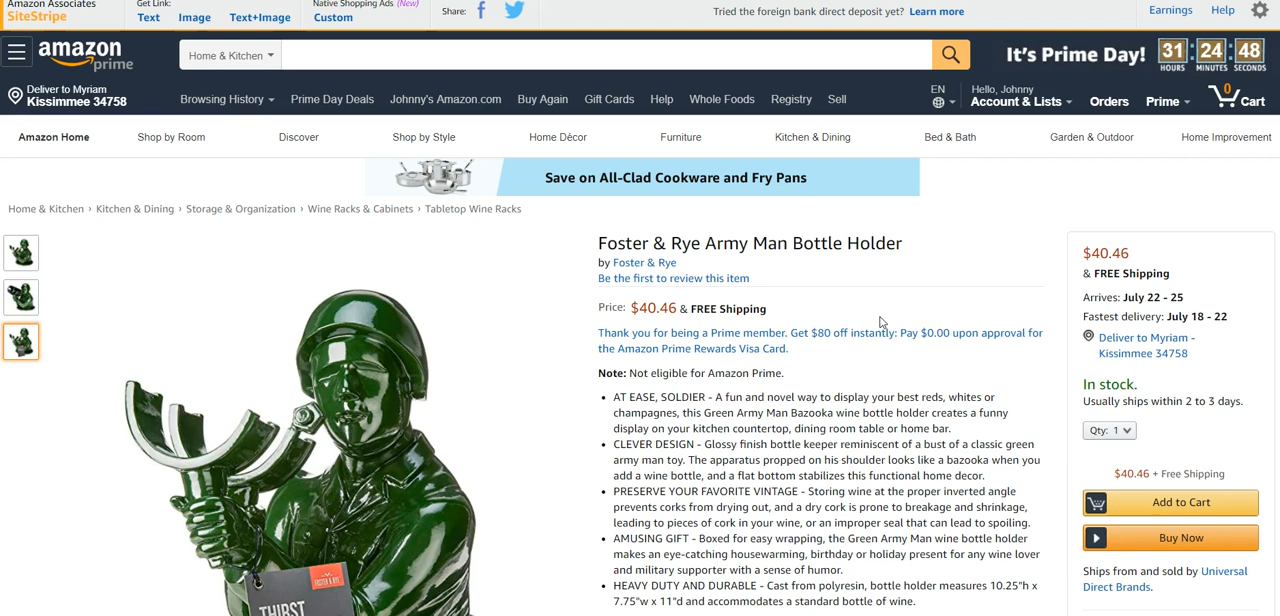 Amazon Associates
SiteStripe
Get Link:
Text Image Text+Image
Native Shopping Ads (New)
Custom
Share:
Tried the foreign bank direct deposit yet? Learn more
Earnings Help
amazon
prime
Home & Kitchen
It's Prime Day!
31 : 24 : 48
HOURS MINUTES SECONDS
Deliver to Myriam
Kissimmee 34758
Browsing History Prime Day Deals Johnny's Amazon.com Buy Again Gift Cards Help Whole Foods Registry Sell
EN
Hello, Johnny
Account & Lists
Orders
Prime
0
Cart
Amazon Home Shop by Room Discover Shop by Style Home Décor Furniture Kitchen & Dining Bed & Bath Garden & Outdoor Home Improvement
Save on All-Clad Cookware and Fry Pans
Home & Kitchen › Kitchen & Dining › Storage & Organization › Wine Racks & Cabinets › Tabletop Wine Racks
Foster & Rye Army Man Bottle Holder
by Foster & Rye
Be the first to review this item
Price: $40.46 & FREE Shipping
Thank you for being a Prime member. Get $80 off instantly: Pay $0.00 upon approval for
the Amazon Prime Rewards Visa Card.
Note: Not eligible for Amazon Prime.
• AT EASE, SOLDIER - A fun and novel way to display your best reds, whites or
champagnes, this Green Army Man Bazooka wine bottle holder creates a funny
display on your kitchen countertop, dining room table or home bar.
• CLEVER DESIGN - Glossy finish bottle keeper reminiscent of a bust of a classic green
army man toy. The apparatus propped on his shoulder looks like a bazooka when you
add a wine bottle, and a flat bottom stabilizes this functional home decor.
• PRESERVE YOUR FAVORITE VINTAGE - Storing wine at the proper inverted angle
prevents corks from drying out, and a dry cork is prone to breakage and shrinkage,
leading to pieces of cork in your wine, or an improper seal that can lead to spoiling.
• AMUSING GIFT - Boxed for easy wrapping, the Green Army Man wine bottle holder
makes an eye-catching housewarming, birthday or holiday present for any wine lover
and military supporter with a sense of humor.
• HEAVY DUTY AND DURABLE - Cast from polyresin, bottle holder measures 10.25"h x
7.75"w x 11"d and accommodates a standard bottle of wine.
$40.46
& FREE Shipping
Arrives: July 22 - 25
Fastest delivery: July 18 - 22
Deliver to Myriam -
Kissimmee 34758
In stock.
Usually ships within 2 to 3 days.
Qty: 1
$40.46 + Free Shipping
Add to Cart
Buy Now
Ships from and sold by Universal
Direct Brands.
FOSTER & RYE
THIRST